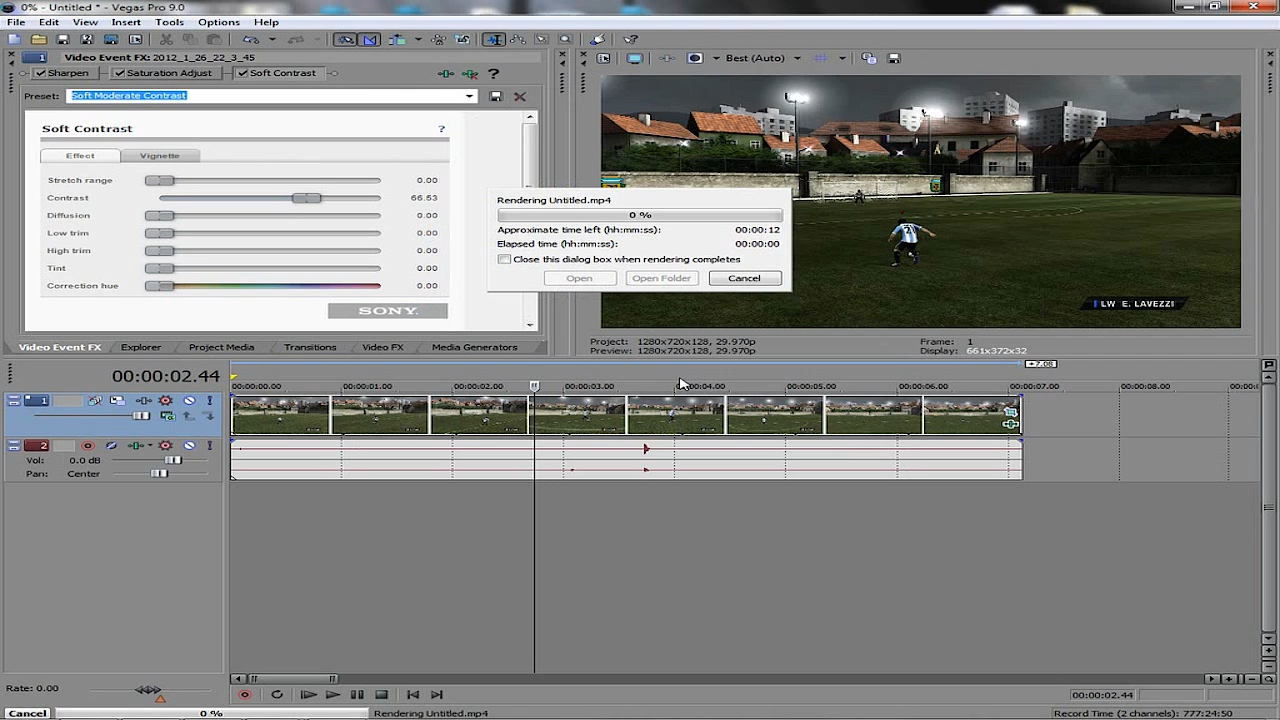 0% - Untitled * - Vegas Pro 9.0
File Edit View Insert Tools Options Help
1 Video Event FX: 2012_1_26_22_3_45
Sharpen Saturation Adjust Soft Contrast ?
Preset: Soft Moderate Contrast
Soft Contrast ?
Effect Vignette
Stretch range 0.00
Contrast 66.53
Diffusion 0.00
Low trim 0.00
High trim 0.00
Tint 0.00
Correction hue 0.00
SONY.
Video Event FX Explorer Project Media Transitions Video FX Media Generators
Best (Auto)
LW E. LAVEZZI
Project: 1280x720x128, 29.970p Frame: 1
Preview: 1280x720x128, 29.970p Display: 661x372x32
Rendering Untitled.mp4
0 %
Approximate time left (hh:mm:ss): 00:00:12
Elapsed time (hh:mm:ss): 00:00:00
Close this dialog box when rendering completes
Open Open Folder Cancel
00:00:02.44
+7.08
00:00:00.00 00:00:01.00 00:00:02.00 00:00:03.00 00:00:04.00 00:00:05.00 00:00:06.00 00:00:07.00 00:00:08.00 00:00:0
1
2
Vol: 0.0 dB
Pan: Center
Rate: 0.00
00:00:02.44
Cancel 0 % Rendering Untitled.mp4 Record Time (2 channels): 777:24:50